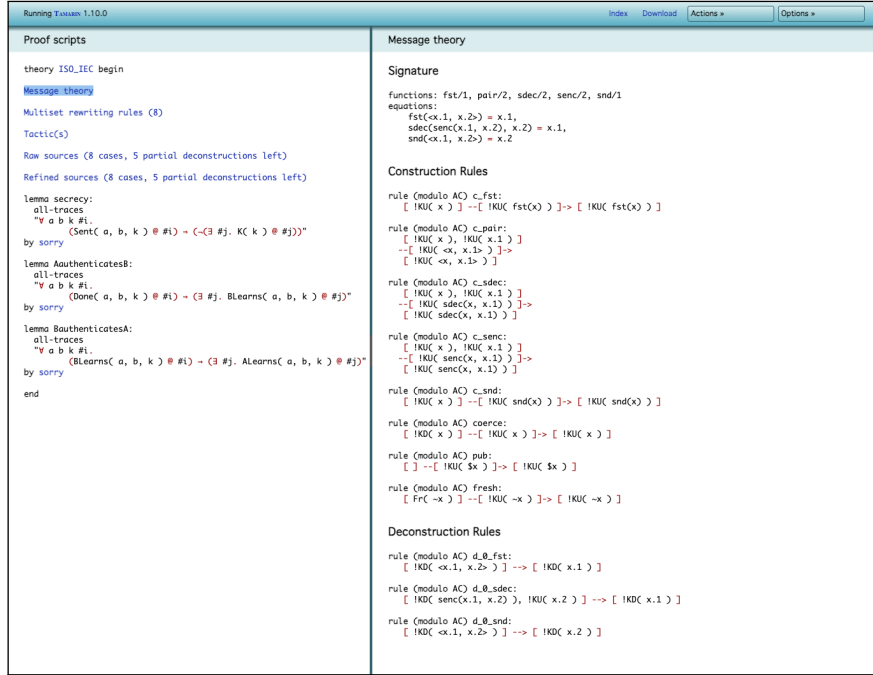 Running TAMARIN 1.10.0
Index Download Actions » Options »
Proof scripts
theory ISO_IEC begin
Message theory
Multiset rewriting rules (8)
Tactic(s)
Raw sources (8 cases, 5 partial deconstructions left)
Refined sources (8 cases, 5 partial deconstructions left)
lemma secrecy:
all-traces
"∀ a b k #i.
(Sent( a, b, k ) @ #i) → (¬(∃ #j. K( k ) @ #j))"
by sorry
lemma AauthenticatesB:
all-traces
"∀ a b k #i.
(Done( a, b, k ) @ #i) → (∃ #j. BLearns( a, b, k ) @ #j)"
by sorry
lemma BauthenticatesA:
all-traces
"∀ a b k #i.
(BLearns( a, b, k ) @ #i) → (∃ #j. ALearns( a, b, k ) @ #j)"
by sorry
end
Message theory
Signature
functions: fst/1, pair/2, sdec/2, senc/2, snd/1
equations:
fst(<x.1, x.2>) = x.1,
sdec(senc(x.1, x.2), x.2) = x.1,
snd(<x.1, x.2>) = x.2
Construction Rules
rule (modulo AC) c_fst:
[ !KU( x ) ] --[ !KU( fst(x) ) ]-> [ !KU( fst(x) ) ]
rule (modulo AC) c_pair:
[ !KU( x ), !KU( x.1 ) ]
--[ !KU( <x, x.1> ) ]->
[ !KU( <x, x.1> ) ]
rule (modulo AC) c_sdec:
[ !KU( x ), !KU( x.1 ) ]
--[ !KU( sdec(x, x.1) ) ]->
[ !KU( sdec(x, x.1) ) ]
rule (modulo AC) c_senc:
[ !KU( x ), !KU( x.1 ) ]
--[ !KU( senc(x, x.1) ) ]->
[ !KU( senc(x, x.1) ) ]
rule (modulo AC) c_snd:
[ !KU( x ) ] --[ !KU( snd(x) ) ]-> [ !KU( snd(x) ) ]
rule (modulo AC) coerce:
[ !KD( x ) ] --[ !KU( x ) ]-> [ !KU( x ) ]
rule (modulo AC) pub:
[ ] --[ !KU( $x ) ]-> [ !KU( $x ) ]
rule (modulo AC) fresh:
[ Fr( ~x ) ] --[ !KU( ~x ) ]-> [ !KU( ~x ) ]
Deconstruction Rules
rule (modulo AC) d_0_fst:
[ !KD( <x.1, x.2> ) ] --> [ !KD( x.1 ) ]
rule (modulo AC) d_0_sdec:
[ !KD( senc(x.1, x.2) ), !KU( x.2 ) ] --> [ !KD( x.1 ) ]
rule (modulo AC) d_0_snd:
[ !KD( <x.1, x.2> ) ] --> [ !KD( x.2 ) ]